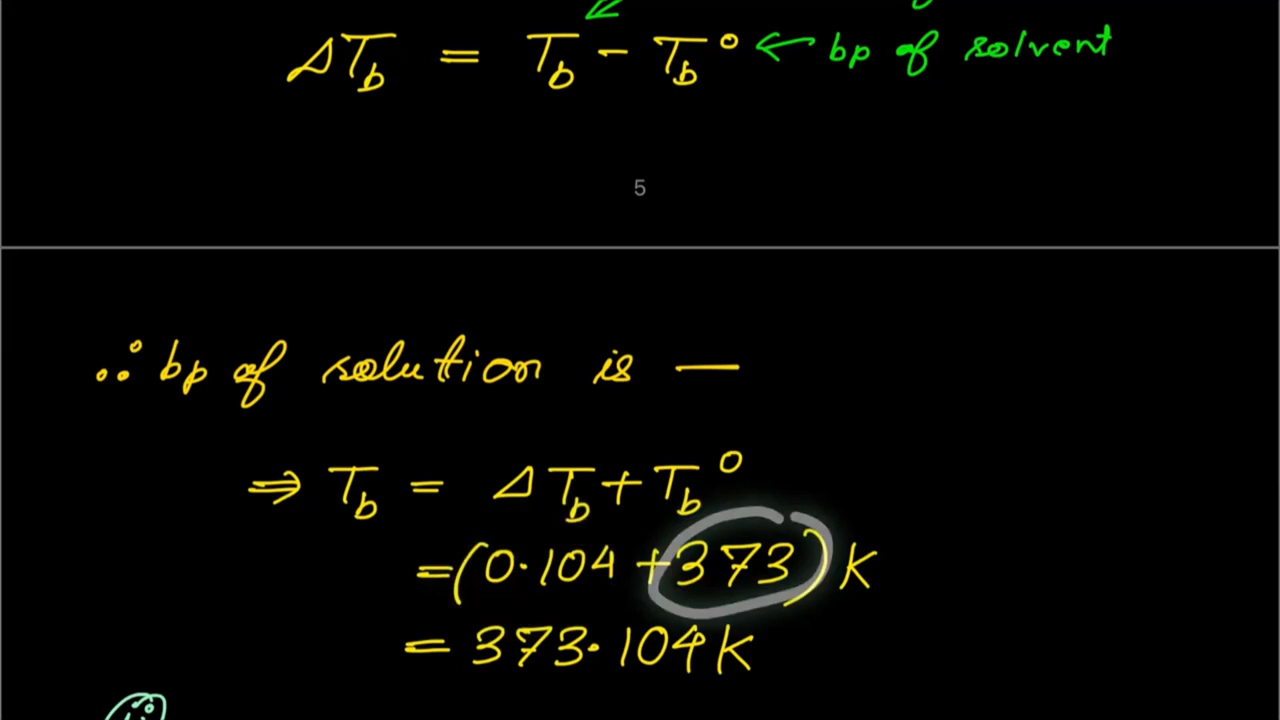 ΔT_b = T_b - T_b° ← bp of solvent
5
∴ bp of solution is —
⇒ T_b = ΔT_b + T_b°
= (0.104 + 373) K
= 373.104 K